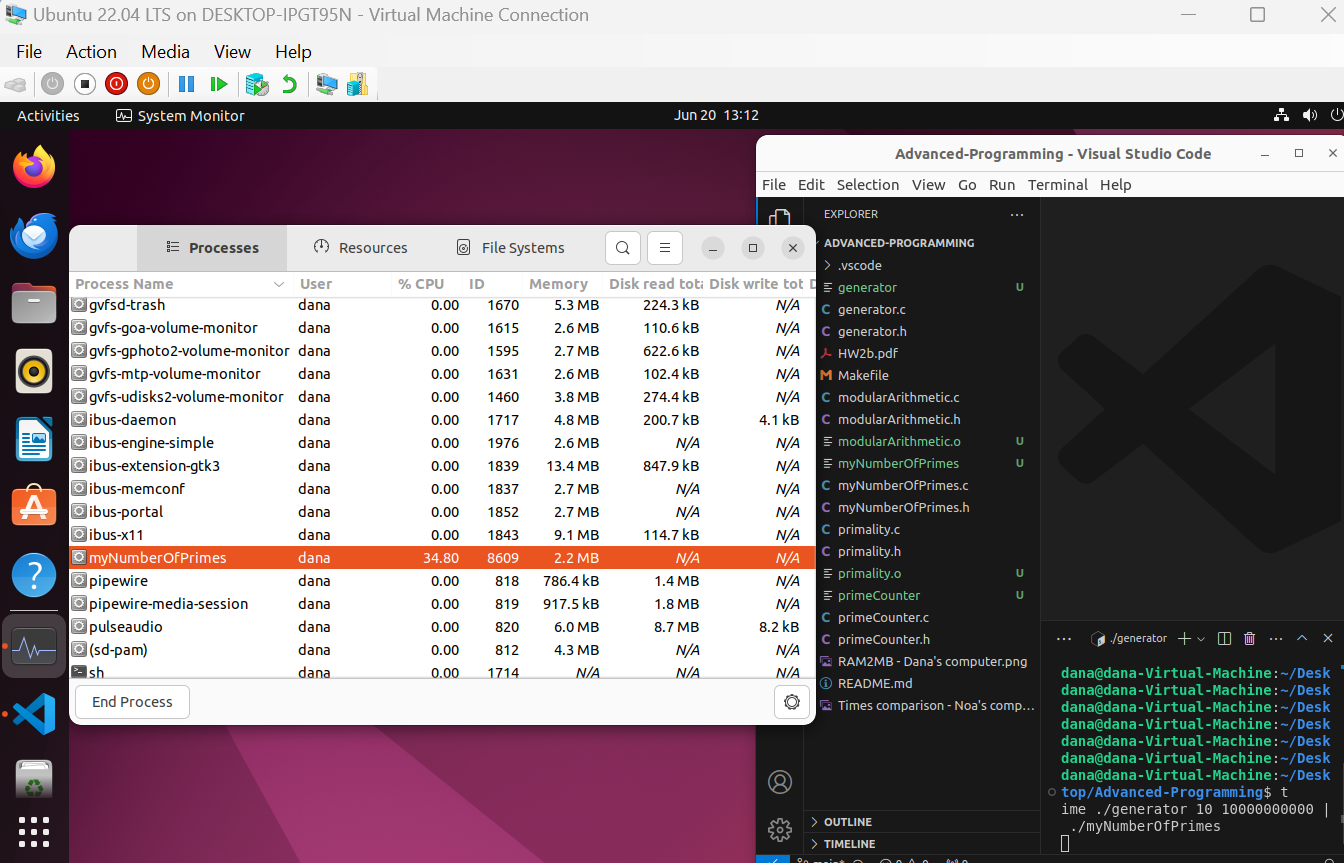 Ubuntu 22.04 LTS on DESKTOP-IPGT95N - Virtual Machine Connection
File Action Media View Help
Activities System Monitor Jun 20 13:12
Processes Resources File Systems
Process Name User % CPU ID Memory Disk read tota Disk write tot D
gvfsd-trash dana 0.00 1670 5.3 MB 224.3 kB N/A
gvfs-goa-volume-monitor dana 0.00 1615 2.6 MB 110.6 kB N/A
gvfs-gphoto2-volume-monitor dana 0.00 1595 2.7 MB 622.6 kB N/A
gvfs-mtp-volume-monitor dana 0.00 1631 2.6 MB 102.4 kB N/A
gvfs-udisks2-volume-monitor dana 0.00 1460 3.8 MB 274.4 kB N/A
ibus-daemon dana 0.00 1717 4.8 MB 200.7 kB 4.1 kB
ibus-engine-simple dana 0.00 1976 2.6 MB N/A N/A
ibus-extension-gtk3 dana 0.00 1839 13.4 MB 847.9 kB N/A
ibus-memconf dana 0.00 1837 2.7 MB N/A N/A
ibus-portal dana 0.00 1852 2.7 MB N/A N/A
ibus-x11 dana 0.00 1843 9.1 MB 114.7 kB N/A
myNumberOfPrimes dana 34.80 8609 2.2 MB N/A N/A
pipewire dana 0.00 818 786.4 kB 1.4 MB N/A
pipewire-media-session dana 0.00 819 917.5 kB 1.8 MB N/A
pulseaudio dana 0.00 820 6.0 MB 8.7 MB 8.2 kB
(sd-pam) dana 0.00 812 4.3 MB N/A N/A
sh dana 0.00 1714 N/A N/A N/A
End Process
Advanced-Programming - Visual Studio Code
File Edit Selection View Go Run Terminal Help
EXPLORER
ADVANCED-PROGRAMMING
.vscode
generator U
C generator.c
C generator.h
HW2b.pdf
M Makefile
C modularArithmetic.c
C modularArithmetic.h
modularArithmetic.o U
myNumberOfPrimes U
C myNumberOfPrimes.c
C myNumberOfPrimes.h
C primality.c
C primality.h
primality.o U
primeCounter U
C primeCounter.c
C primeCounter.h
RAM2MB - Dana's computer.png
README.md
Times comparison - Noa's comp...
OUTLINE
TIMELINE
./generator
dana@dana-Virtual-Machine:~/Desk
dana@dana-Virtual-Machine:~/Desk
dana@dana-Virtual-Machine:~/Desk
dana@dana-Virtual-Machine:~/Desk
dana@dana-Virtual-Machine:~/Desk
dana@dana-Virtual-Machine:~/Desk
dana@dana-Virtual-Machine:~/Desk
top/Advanced-Programming$ t
ime ./generator 10 10000000000 |
./myNumberOfPrimes